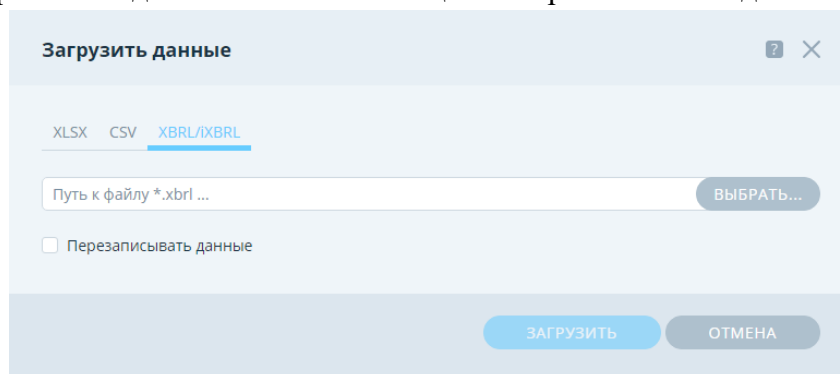 Загрузить данные ?
XLSX CSV XBRL/iXBRL
Путь к файлу *.xbrl ... ВЫБРАТЬ...
Перезаписывать данные
ЗАГРУЗИТЬ ОТМЕНА